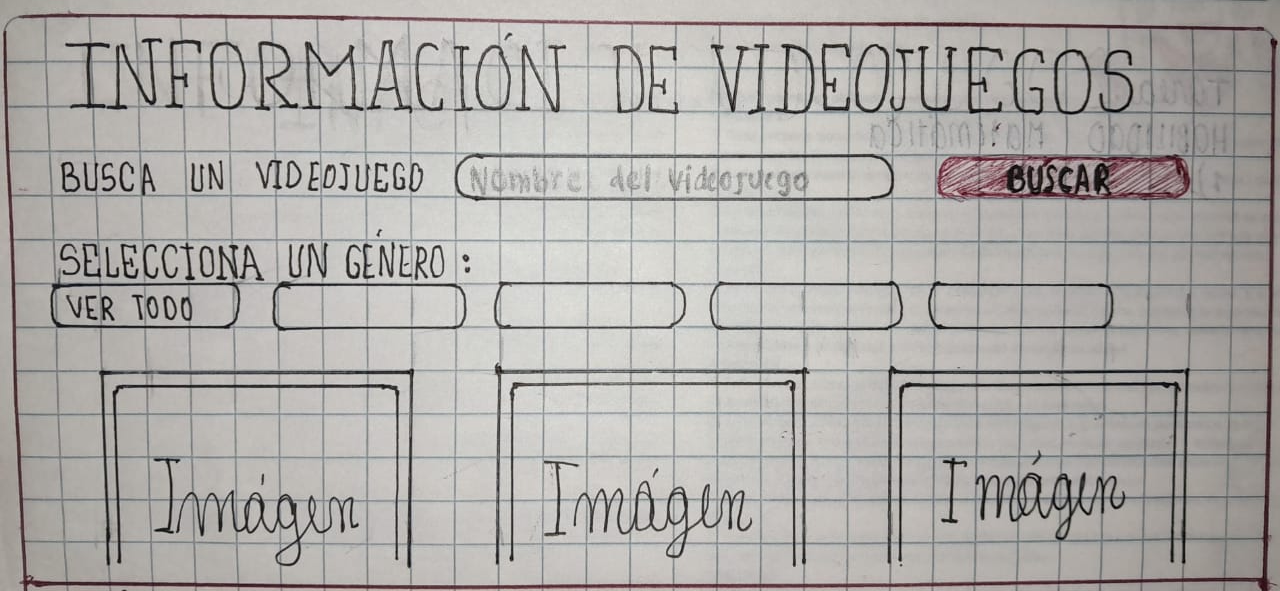 INFORMACIÓN DE VIDEOJUEGOS
BUSCA UN VIDEOJUEGO Nombre del Videojuego BUSCAR
SELECCIONA UN GÉNERO:
VER TODO
Imágen Imágen Imágen